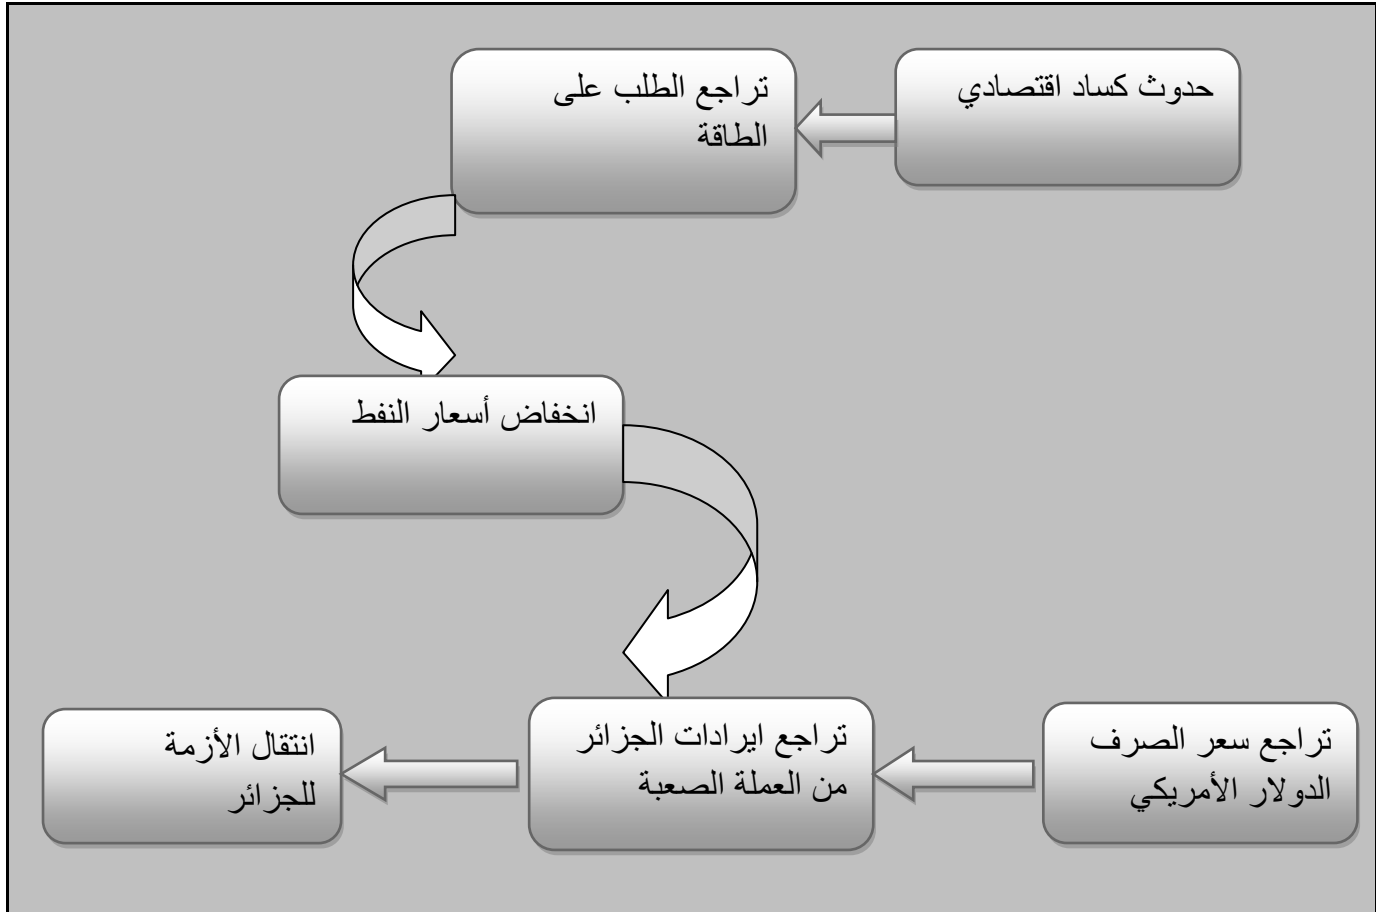 حدوث كساد اقتصادي
تراجع الطلب على
الطاقة
انخفاض أسعار النفط
تراجع سعر الصرف
الدولار الأمريكي
تراجع ايرادات الجزائر
من العملة الصعبة
انتقال الأزمة
للجزائر